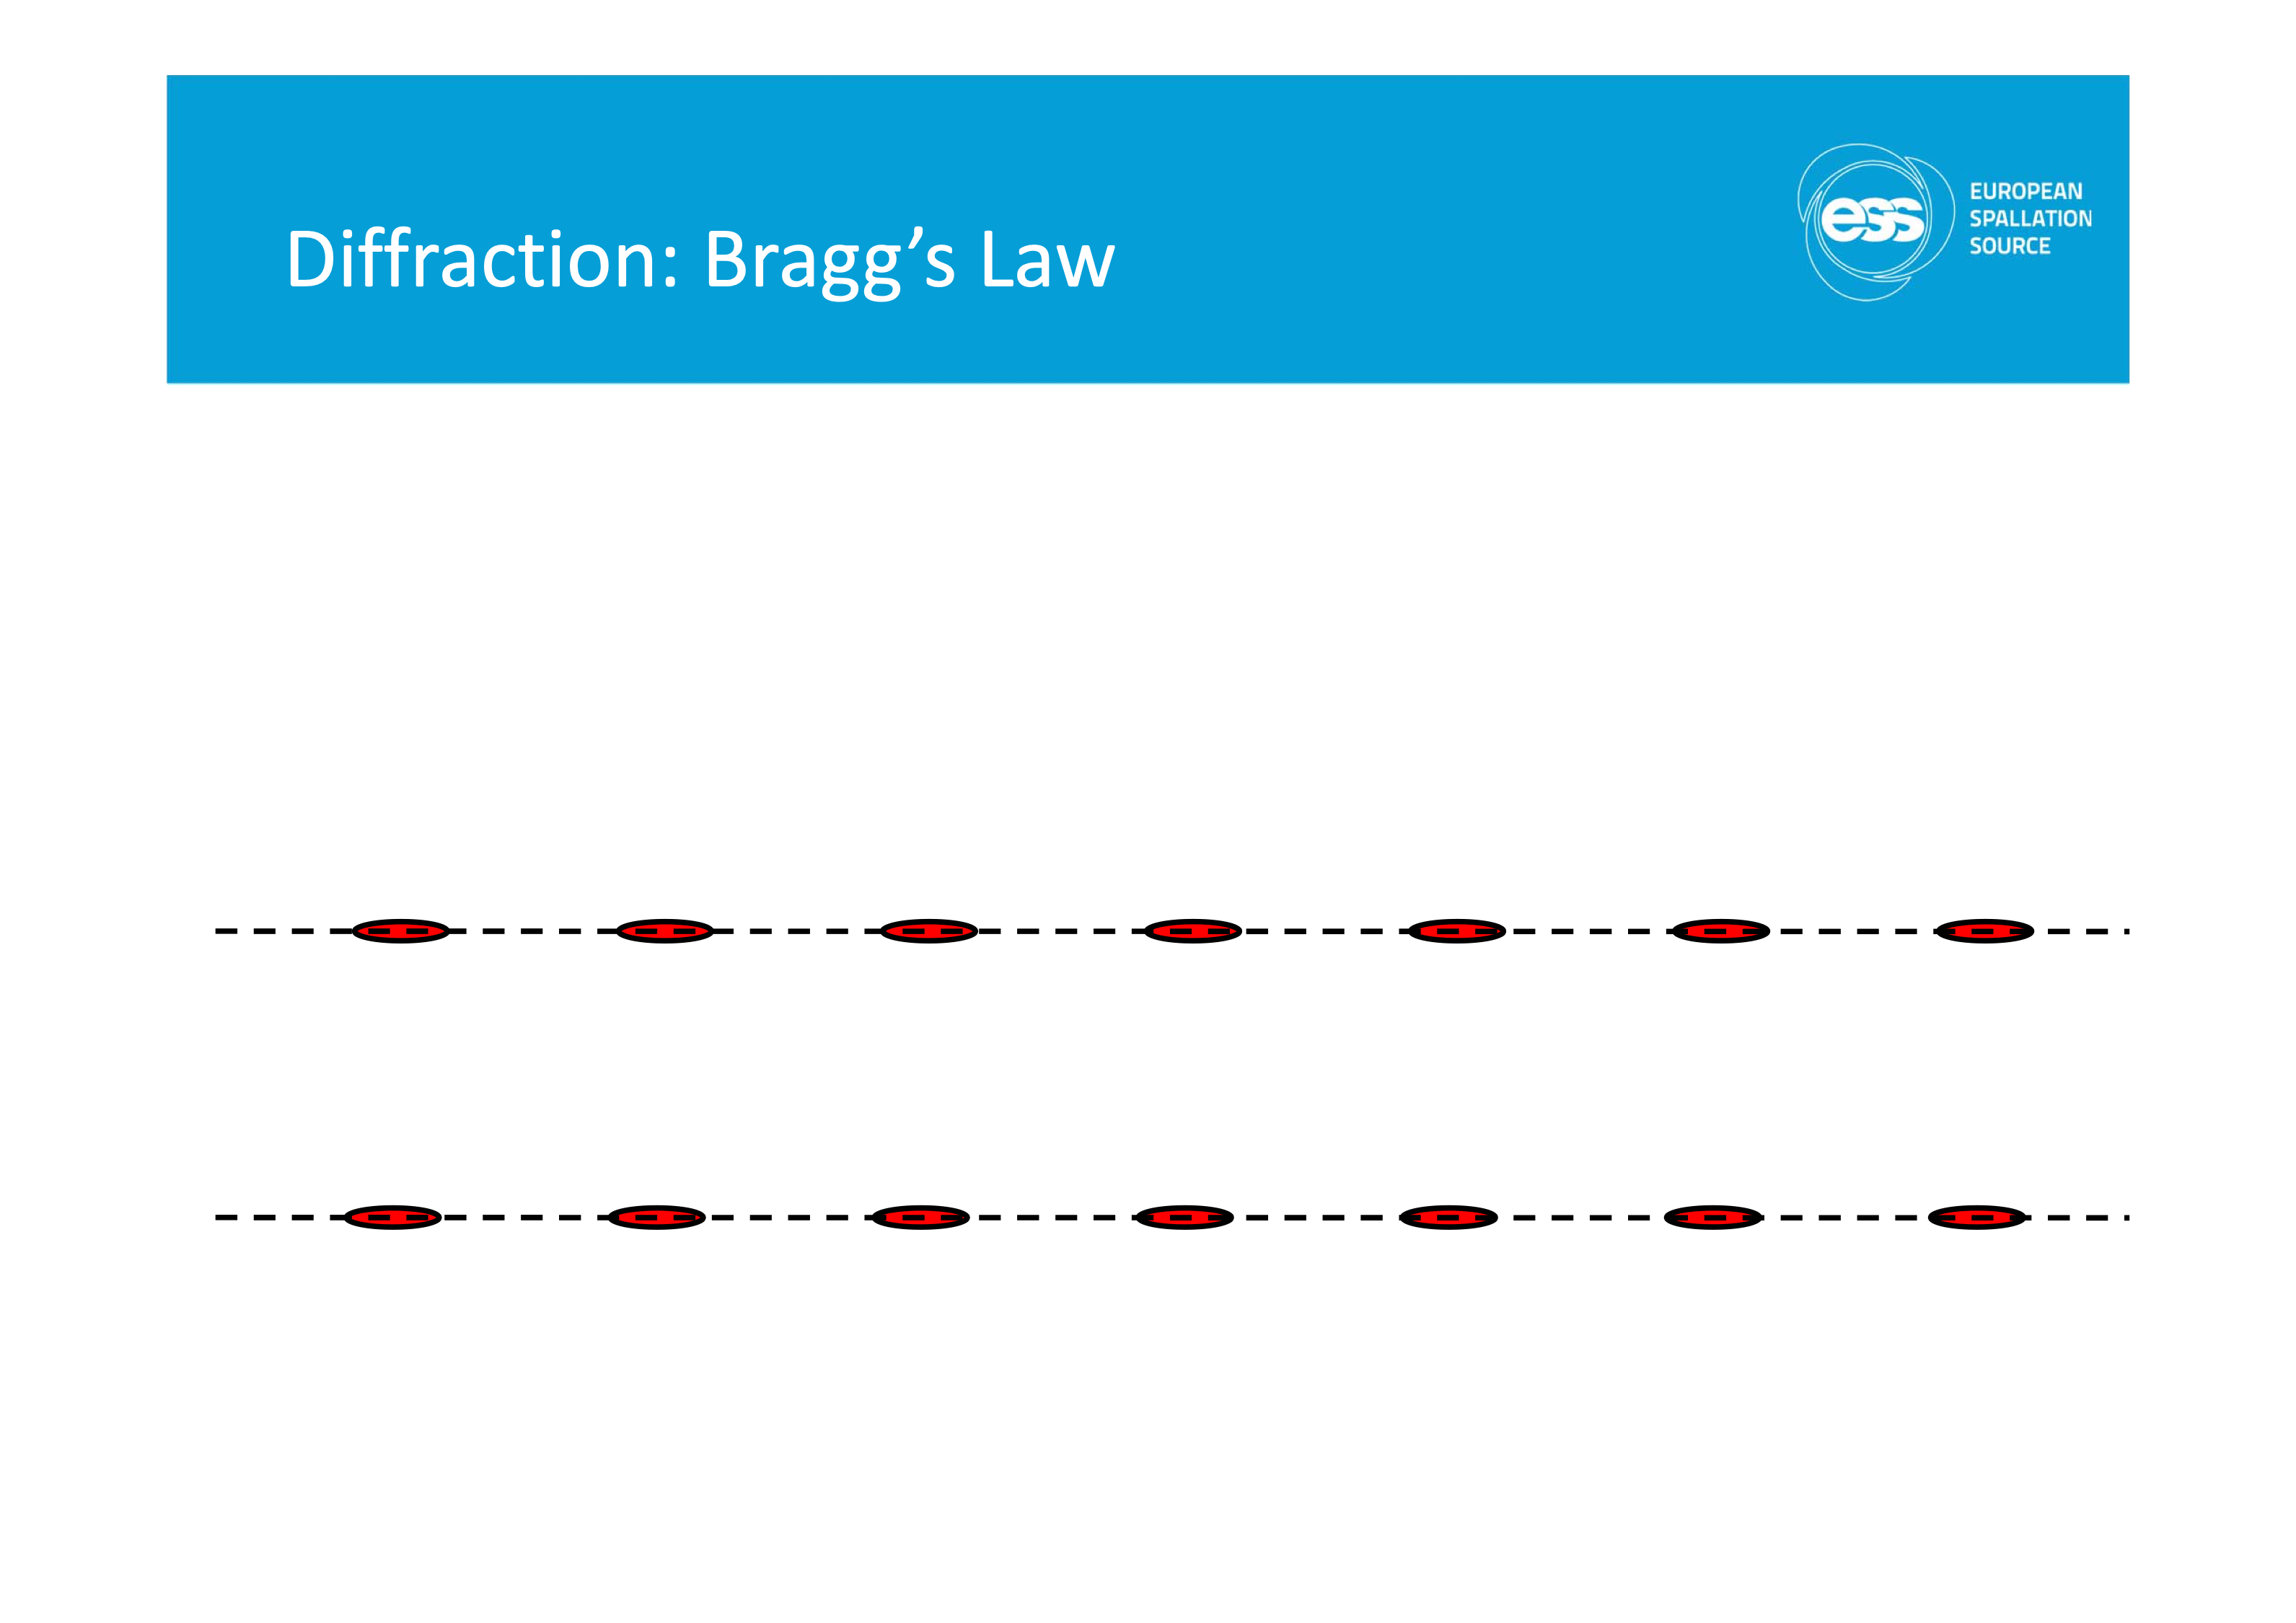 Diffraction: Bragg’s Law
ess
EUROPEAN
SPALLATION
SOURCE